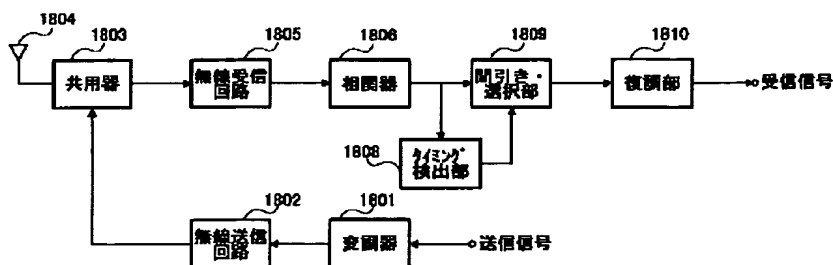 1804
1803
共用器
1805
無線受信
回路
1806
相関器
1809
間引き・
選択部
1810
復調部
受信信号
1808
タイミング
検出部
1802
無線送信
回路
1801
変調器
送信信号